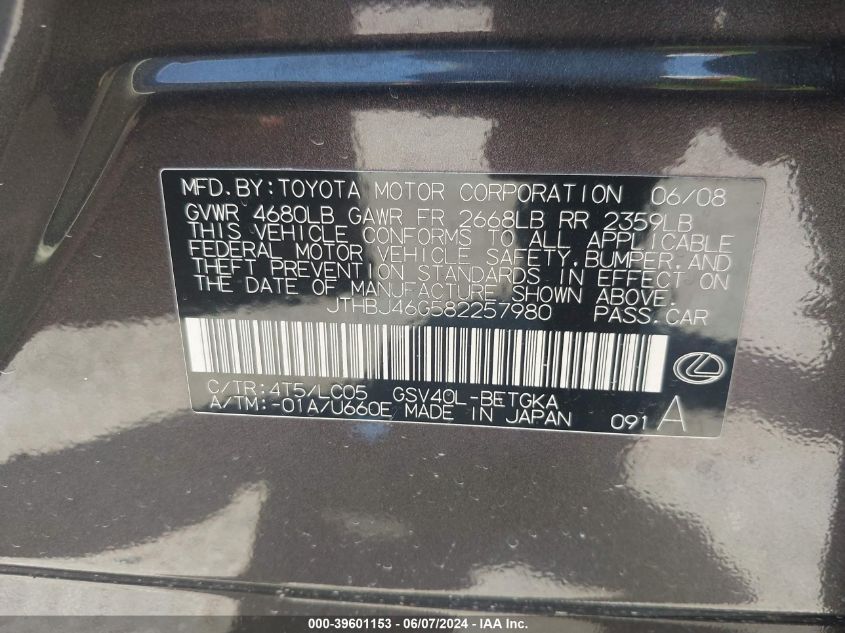 MFD. BY: TOYOTA MOTOR CORPORATION 06/08
GVWR 4680LB GAWR FR 2668LB RR 2359LB
THIS VEHICLE CONFORMS TO ALL APPLICABLE
FEDERAL MOTOR VEHICLE SAFETY, BUMPER, AND
THEFT PREVENTION STANDARDS IN EFFECT ON
THE DATE OF MANUFACTURE SHOWN ABOVE.
JTHBJ46G582257980 PASS. CAR
C/TR: 4T5/LC05 GSV40L-BETGKA
A/TM: -01A/U660E MADE IN JAPAN 091 A
000-39601153 - 06/07/2024 - IAA Inc.